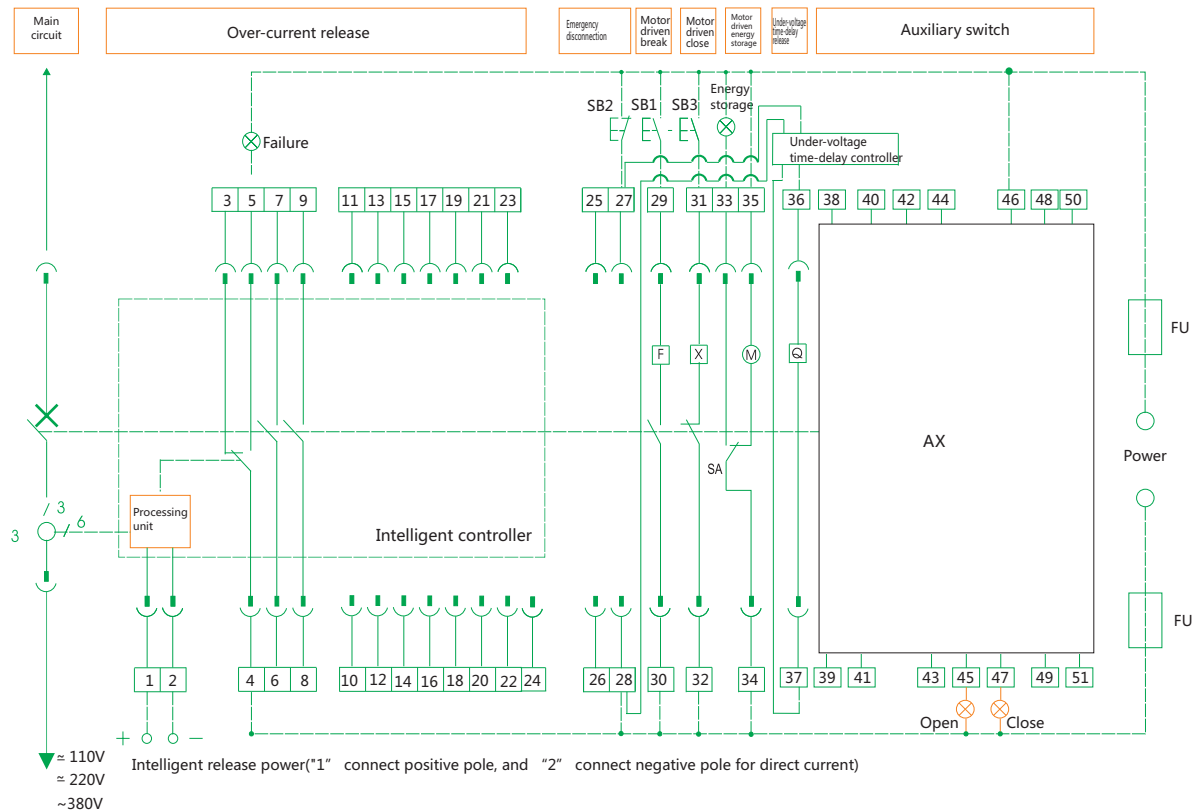 Main
circuit
Over-current release
Emergency
disconnection
Motor
driven
break
Motor
driven
close
Motor
driven
energy
storage
Under-voltage
time-delay
release
Auxiliary switch
Energy
storage
SB2 SB1 SB3
Failure
Under-voltage
time-delay controller
3 5 7 9 11 13 15 17 19 21 23 25 27 29 31 33 35 36 38 40 42 44 46 48 50
FU
F X M Q
AX
Power
SA
3
3 6
Processing
unit
Intelligent controller
FU
1 2 4 6 8 10 12 14 16 18 20 22 24 26 28 30 32 34 37 39 41 43 45 47 49 51
Open Close
+ −
≃ 110V
Intelligent release power("1” connect positive pole, and “2” connect negative pole for direct current)
≃ 220V
~380V